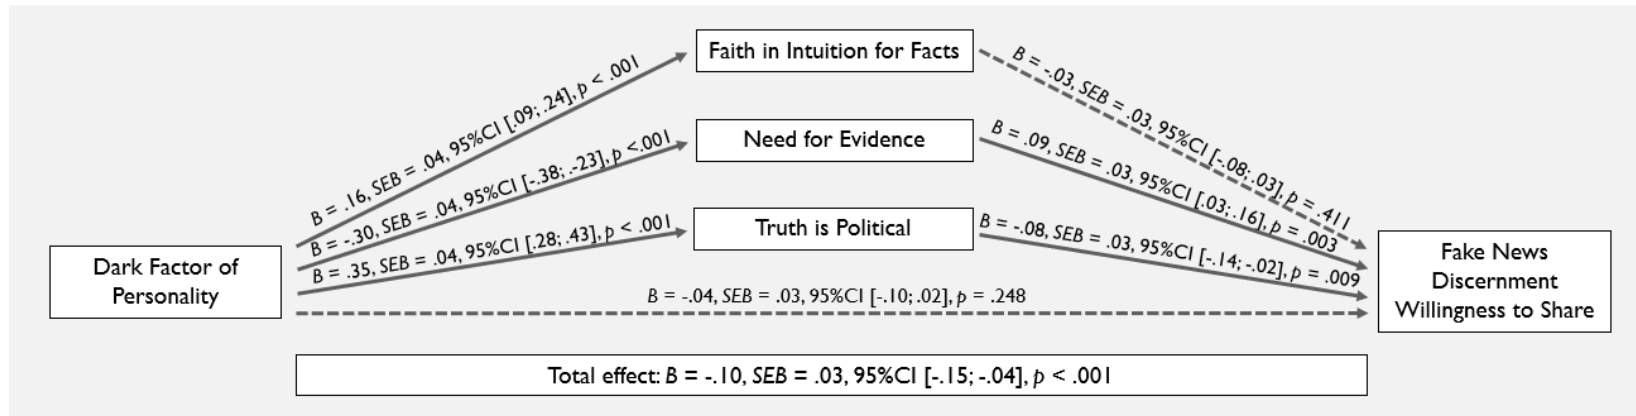 Faith in Intuition for Facts
B = .16, SEB = .04, 95%CI [.09; .24], p < .001
B = -.03, SEB = .03, 95%CI [-.08; .03], p = .411
Need for Evidence
B = -.30, SEB = .04, 95%CI [-.38; -.23], p <.001
B = .09, SEB = .03, 95%CI [.03; .16], p = .003
Truth is Political
B = .35, SEB = .04, 95%CI [.28; .43], p < .001
B = -.08, SEB = .03, 95%CI [-.14; -.02], p = .009
Dark Factor of
Personality
Fake News
Discernment
Willingness to Share
B = -.04, SEB = .03, 95%CI [-.10; .02], p = .248
Total effect: B = -.10, SEB = .03, 95%CI [-.15; -.04], p < .001